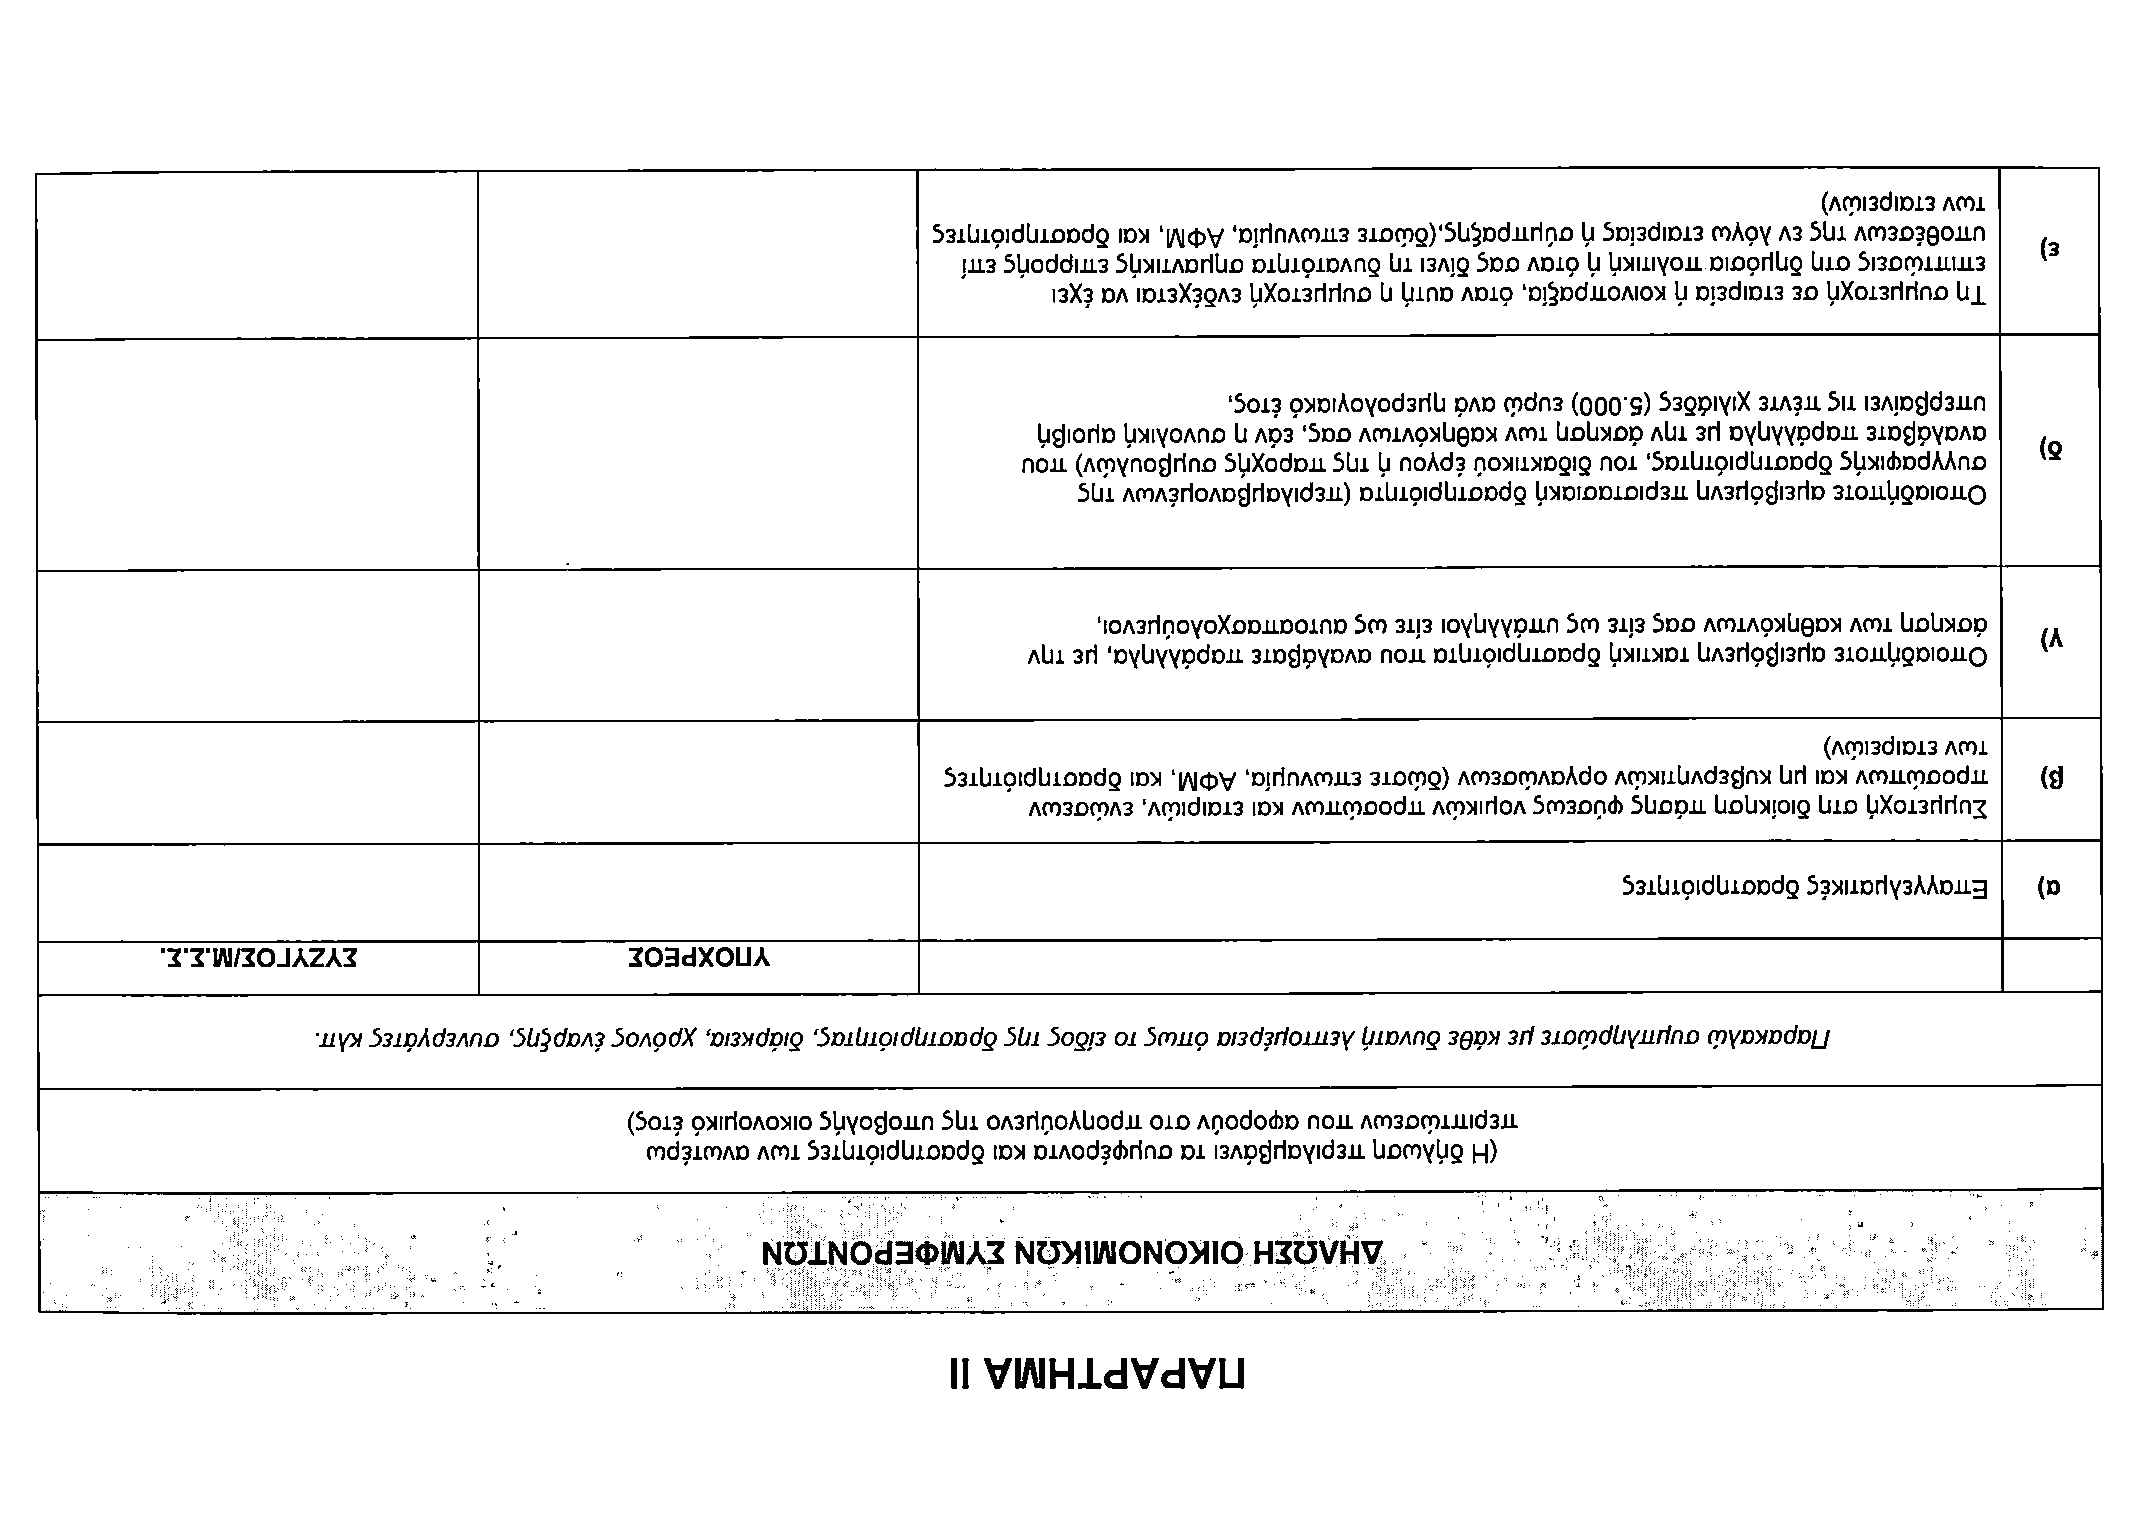 ΠΑΡΑΡΤΗΜΑ ΙΙ
ΔΗΛΩΣΗ ΟΙΚΟΝΟΜΙΚΩΝ ΣΥΜΦΕΡΟΝΤΩΝ
(Η δήλωση περιλαμβάνει τα συμφέροντα και δραστηριότητες των ανωτέρω
περιπτώσεων που αφορούν στο προηγούμενο της υποβολής οικονομικό έτος)
Παρακαλώ συμπληρώστε με κάθε δυνατή λεπτομέρεια όπως το είδος της δραστηριότητας, διάρκεια, χρόνος έναρξης, συνεργάτες κλπ.
ΥΠΟΧΡΕΟΣ ΣΥΖΥΓΟΣ/Μ.Σ.Σ.
α) Επαγγελματικές δραστηριότητες
β) Συμμετοχή στη διοίκηση πάσης φύσεως νομικών προσώπων και εταιριών, ενώσεων
προσώπων και μη κυβερνητικών οργανώσεων (δώστε επωνυμία, ΑΦΜ, και δραστηριότητες
των εταιρειών)
γ) Οποιαδήποτε αμειβόμενη τακτική δραστηριότητα που αναλάβατε παράλληλα, με την
άσκηση των καθηκόντων σας είτε ως υπάλληλοι είτε ως αυτοαπασχολούμενοι,
δ) Οποιαδήποτε αμειβόμενη περιστασιακή δραστηριότητα (περιλαμβανομένων της
συγγραφικής δραστηριότητας, του διδακτικού έργου ή της παροχής συμβουλών) που
αναλάβατε παράλληλα με την άσκηση των καθηκόντων σας, εάν η συνολική αμοιβή
υπερβαίνει τις πέντε χιλιάδες (5.000) ευρώ ανά ημερολογιακό έτος,
ε) Τη συμμετοχή σε εταιρεία ή κοινοπραξία, όταν αυτή η συμμετοχή ενδέχεται να έχει
επιπτώσεις στη δημόσια πολιτική ή όταν σας δίνει τη δυνατότητα σημαντικής επιρροής επί
υποθέσεων της εν λόγω εταιρείας ή σύμπραξης,(δώστε επωνυμία, ΑΦΜ, και δραστηριότητες
των εταιρειών)